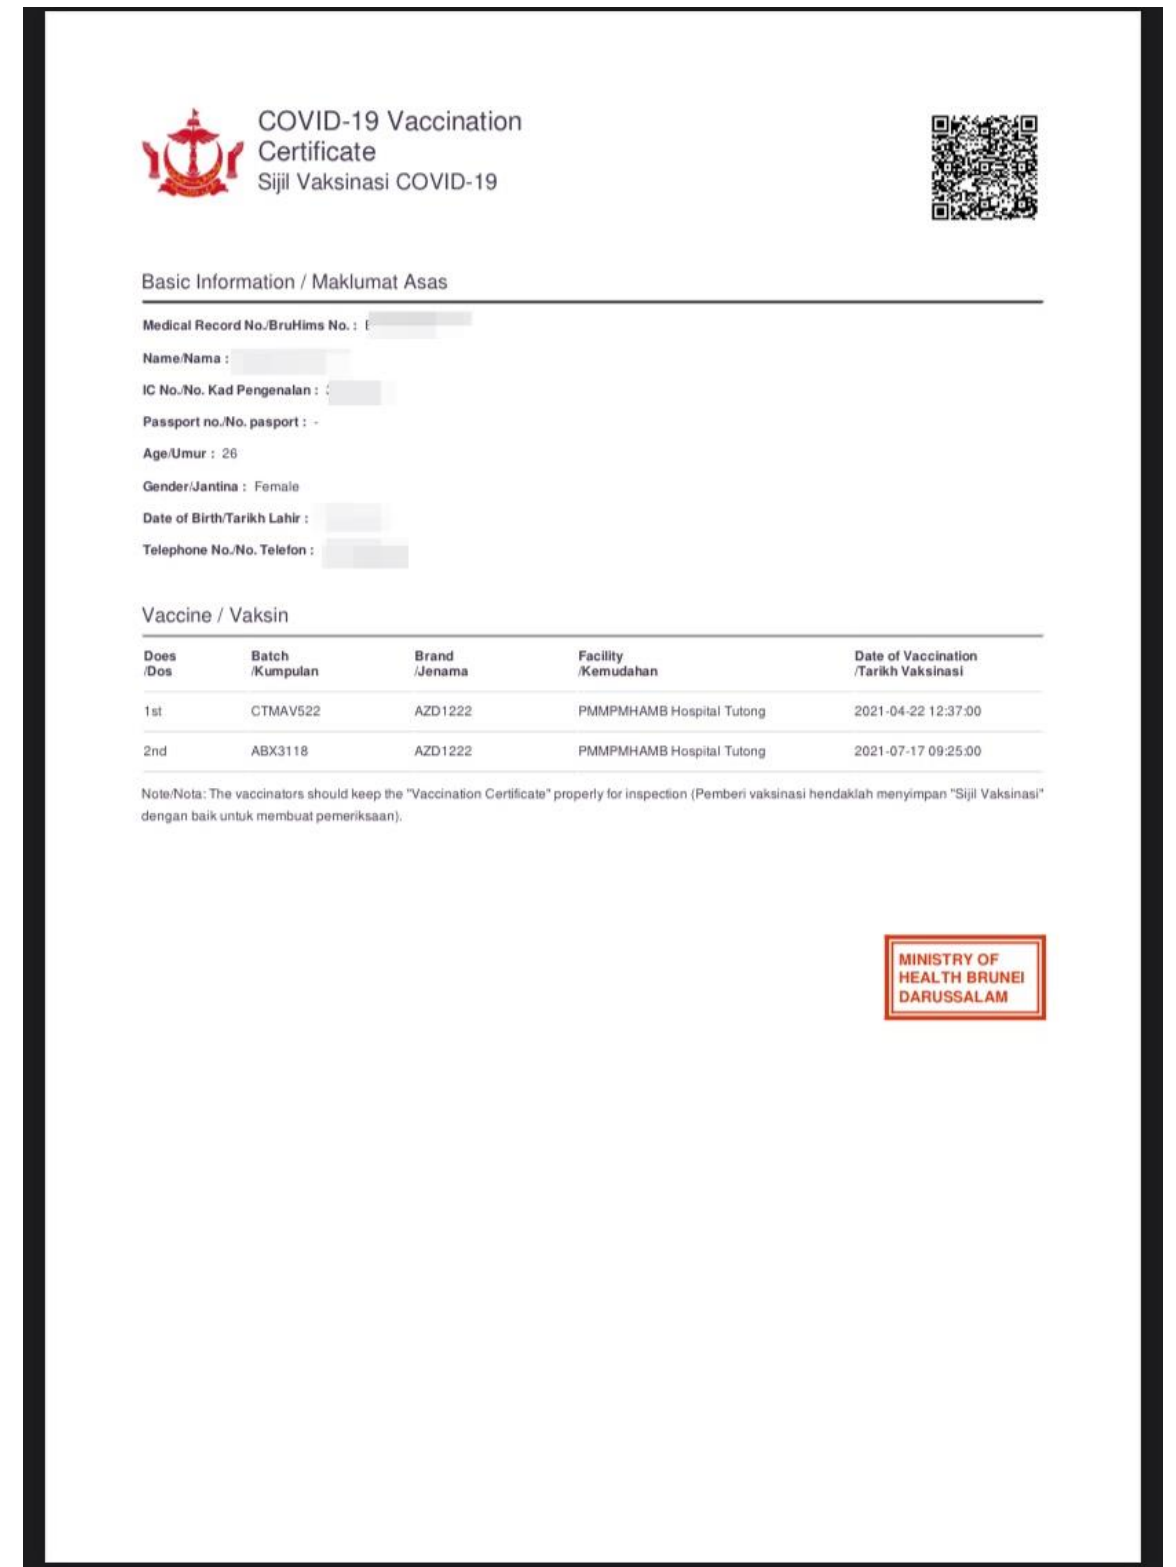 COVID-19 Vaccination
Certificate
Sijil Vaksinasi COVID-19
Basic Information / Maklumat Asas
Medical Record No./BruHims No. :
Name/Nama :
IC No./No. Kad Pengenalan :
Passport no./No. pasport : -
Age/Umur : 26
Gender/Jantina : Female
Date of Birth/Tarikh Lahir :
Telephone No./No. Telefon :
Vaccine / Vaksin
Does Batch Brand Facility Date of Vaccination
/Dos /Kumpulan /Jenama /Kemudahan /Tarikh Vaksinasi
1st CTMAV522 AZD1222 PMMPMHAMB Hospital Tutong 2021-04-22 12:37:00
2nd ABX3118 AZD1222 PMMPMHAMB Hospital Tutong 2021-07-17 09:25:00
Note/Nota: The vaccinators should keep the "Vaccination Certificate" properly for inspection (Pemberi vaksinasi hendaklah menyimpan "Sijil Vaksinasi"
dengan baik untuk membuat pemeriksaan).
MINISTRY OF
HEALTH BRUNEI
DARUSSALAM